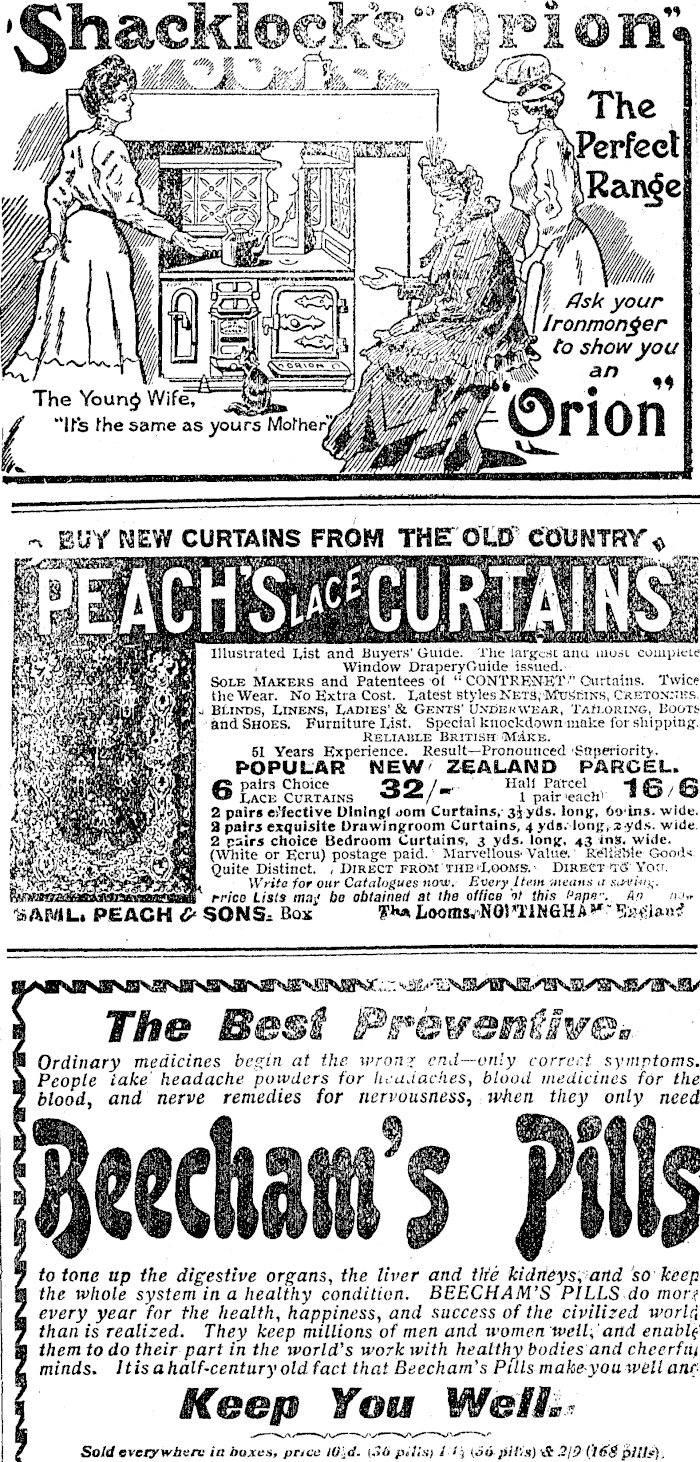 Shacklock's "Orion"
The
Perfect
Range
Ask your
Ironmonger
to show you
an
"Orion"
ORION
The Young Wife,
"It's the same as yours Mother"
BUY NEW CURTAINS FROM THE OLD COUNTRY
PEACH'S LACE CURTAINS
Illustrated List and Buyers' Guide. The largest and most complete
Window DraperyGuide issued.
SOLE MAKERS and Patentees of "CONTRENET" Curtains. Twice
the Wear. No Extra Cost. Latest styles NETS, MUSLINS, CRETONNES,
BLINDS, LINENS, LADIES' & GENTS' UNDERWEAR, TAILORING, BOOTS
and SHOES. Furniture List. Special knockdown make for shipping.
RELIABLE BRITISH MAKE.
51 Years Experience. Result—Pronounced Superiority.
POPULAR NEW ZEALAND PARCEL.
6 pairs Choice LACE CURTAINS 32/- Half Parcel 1 pair each 16/6
2 pairs effective Diningroom Curtains, 3½ yds. long, 60 ins. wide.
2 pairs exquisite Drawingroom Curtains, 4 yds. long, 2 yds. wide.
2 pairs choice Bedroom Curtains, 3 yds. long, 43 ins. wide.
(White or Ecru) postage paid. Marvellous Value. Reliable Goods.
Quite Distinct. DIRECT FROM THE LOOMS. DIRECT TO YOU.
Write for our Catalogues now. Every Item means a saving.
Price Lists may be obtained at the office of this Paper.
SAML. PEACH & SONS. Box The Looms, NOTTINGHAM England
The Best Preventive.
Ordinary medicines begin at the wrong end—only correct symptoms.
People take headache powders for headaches, blood medicines for the
blood, and nerve remedies for nervousness, when they only need
Beecham's Pills
to tone up the digestive organs, the liver and the kidneys, and so keep
the whole system in a healthy condition. BEECHAM'S PILLS do more
every year for the health, happiness, and success of the civilized world
than is realized. They keep millions of men and women well, and enable
them to do their part in the world's work with healthy bodies and cheerful
minds. It is a half-century old fact that Beecham's Pills make you well and
Keep You Well.
Sold everywhere in boxes, price 10½d. (36 pills) 1 1½ (56 pills) & 2/9 (168 pills).